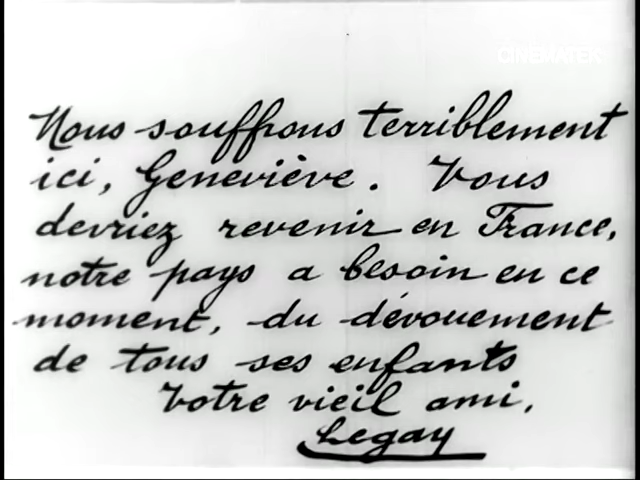 CINEMATEK
Nous souffrons terriblement
ici, Geneviève. Vous
devriez revenir en France,
notre pays a besoin en ce
moment, du dévouement
de tous ses enfants
Votre vieil ami,
Legay